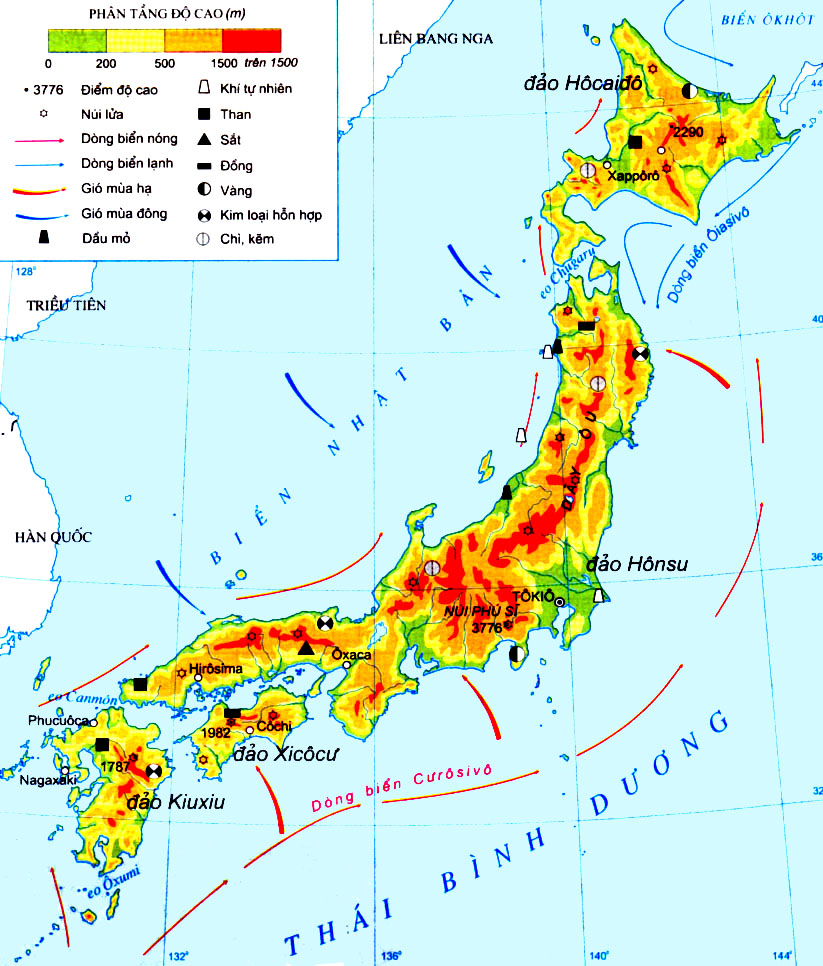 PHÂN TẦNG ĐỘ CAO (m)
0 200 500 1500 trên 1500
3776 Điểm độ cao
Núi lửa
Dòng biển nóng
Dòng biển lạnh
Gió mùa hạ
Gió mùa đông
Dầu mỏ
Khí tự nhiên
Than
Sắt
Đồng
Vàng
Kim loại hỗn hợp
Chì, kẽm
LIÊN BANG NGA
BIỂN ÔKHÔT
đảo Hôcaiđô
44°
2290
Xappôrô
Dòng biển Ôiasivô
eo Chugaru
128°
TRIỀU TIÊN
40
BIỂN NHẬT BẢN
DÃY Ô U
HÀN QUỐC
36
đảo Hônsu
TÔKIÔ
NÚI PHÚ SĨ
3776
Ôxaca
Hirôsima
eo Canmôn
Phucuôca
1982
Côchi
đảo Xicôcư
1787
Nagaxaki
đảo Kiuxiu
Dòng biển Cưrôsivô
32
eo Ôxumi
THÁI BÌNH DƯƠNG
132° 136° 140° 144°